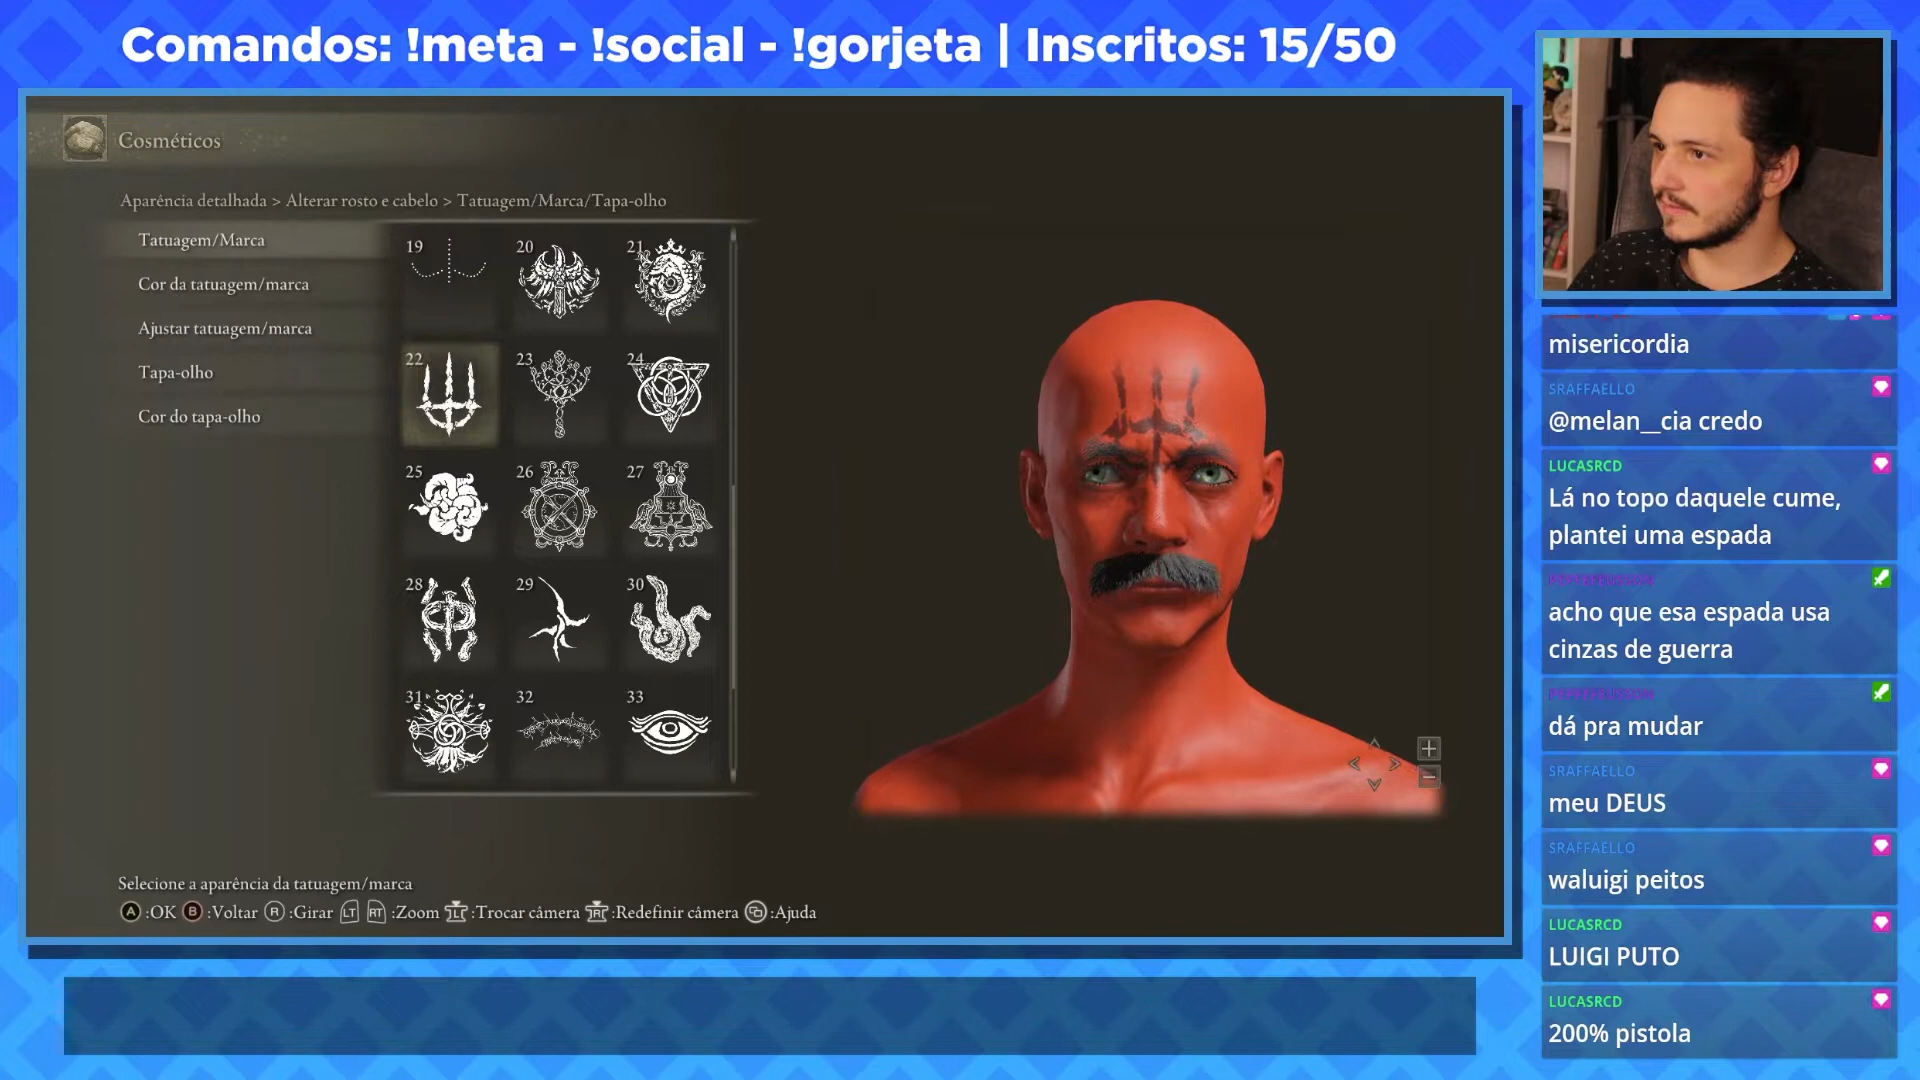 Comandos: !meta - !social - !gorjeta | Inscritos: 15/50
Cosméticos
Aparência detalhada > Alterar rosto e cabelo > Tatuagem/Marca/Tapa-olho
Tatuagem/Marca
Cor da tatuagem/marca
Ajustar tatuagem/marca
Tapa-olho
Cor do tapa-olho
19 20 21
22 23 24
25 26 27
28 29 30
31 32 33
Selecione a aparência da tatuagem/marca
A :OK B :Voltar R :Girar LT RT :Zoom L :Trocar câmera R :Redefinir câmera :Ajuda
misericordia
SRAFFAELLO
@melan__cia credo
LUCASRCD
Lá no topo daquele cume,
plantei uma espada
acho que esa espada usa
cinzas de guerra
dá pra mudar
SRAFFAELLO
meu DEUS
SRAFFAELLO
waluigi peitos
LUCASRCD
LUIGI PUTO
LUCASRCD
200% pistola